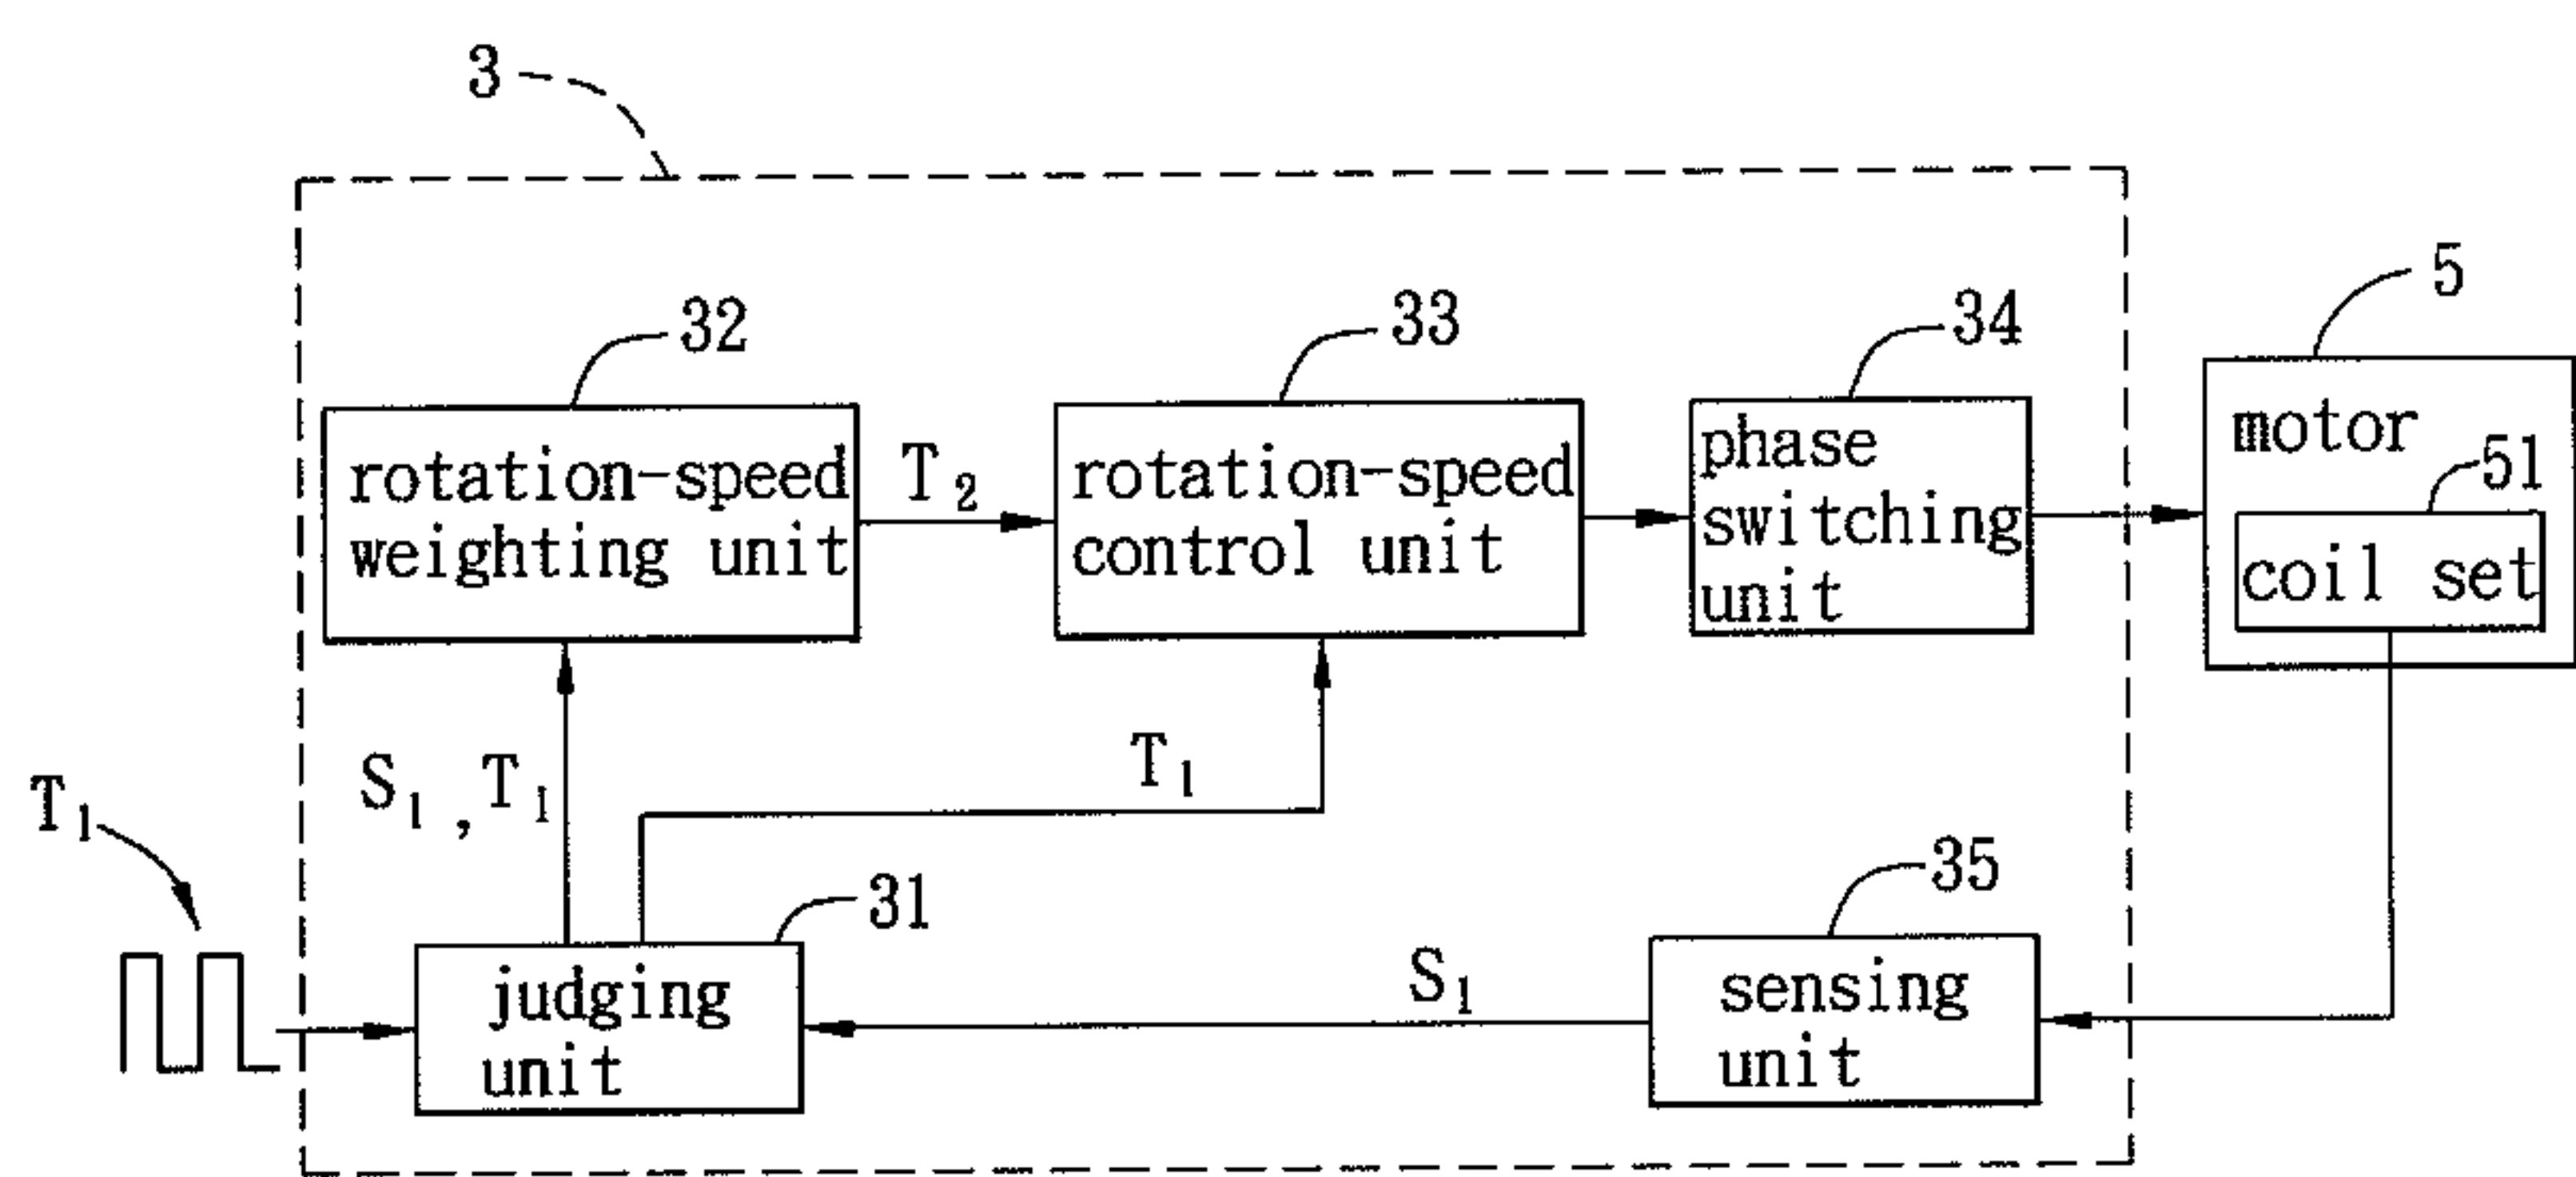 3
32
33
34
5
rotation-speed
weighting unit
T₂
rotation-speed
control unit
phase
switching
unit
motor
51
coil set
S₁,T₁
T₁
T₁
31
judging
unit
S₁
35
sensing
unit